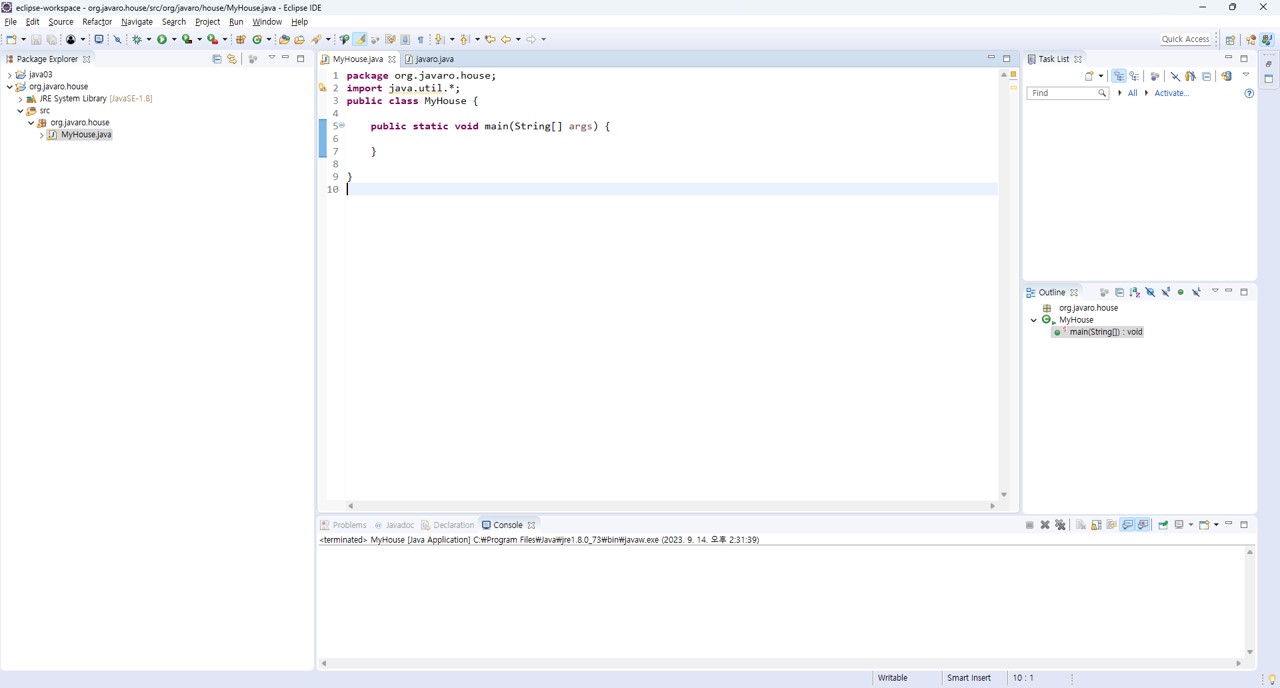 eclipse-workspace - org.javaro.house/src/org/javaro/house/MyHouse.java - Eclipse IDE
File Edit Source Refactor Navigate Search Project Run Window Help
Quick Access
Package Explorer
java03
org.javaro.house
JRE System Library [JavaSE-1.8]
src
org.javaro.house
MyHouse.java
MyHouse.java javaro.java
1 package org.javaro.house;
2 import java.util.*;
3 public class MyHouse {
4
5 public static void main(String[] args) {
6
7 }
8
9 }
10
Task List
Find All Activate...
Outline
org.javaro.house
MyHouse
main(String[]) : void
Problems Javadoc Declaration Console
<terminated> MyHouse [Java Application] C:₩Program Files₩Java₩jre1.8.0_73₩bin₩javaw.exe (2023. 9. 14. 오후 2:31:39)
Writable Smart Insert 10 : 1